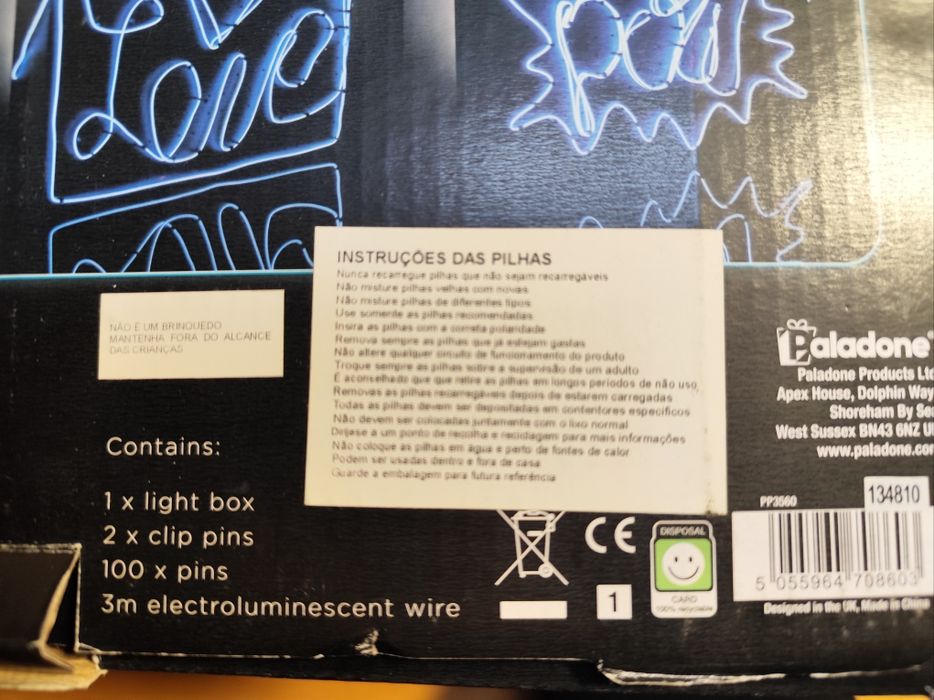 Love
INSTRUÇÕES DAS PILHAS
Nunca recarregue pilhas que não sejam recarregáveis
Não misture pilhas velhas com novas
Não misture pilhas de diferentes tipos
Use somente as pilhas recomendadas
Insira as pilhas com a correta polaridade
Remova sempre as pilhas que já estejam gastas
Não altere qualquer circuito de funcionamento do produto
Troque sempre as pilhas sobre a supervisão de um adulto
É aconselhado que que retire as pilhas em longos periodos de não uso
Removas as pilhas recarregáveis depois de estarem carregadas
Todas as pilhas devem ser depositadas em contentores especificos
Não devem ser colocadas juntamente com o lixo normal
Dirijase a um ponto de recolha e reciclagem para mais informações
Não coloque as pilhas em água e perto de fontes de calor
Podem ser usadas dentro e fora de casa
Guarde a embalagem para futura referência
NÃO É UM BRINQUEDO
MANTENHA FORA DO ALCANCE
DAS CRIANÇAS
Contains:
1 x light box
2 x clip pins
100 x pins
3m electroluminescent wire
Paladone
Paladone Products Ltd
Apex House, Dolphin Way
Shoreham By Sea
West Sussex BN43 6NZ
www.paladone.com
CE
1
DISPOSAL
CARD
100% recyclable
PP3560
134810
5 055964 708603
Designed in the UK, Made in China